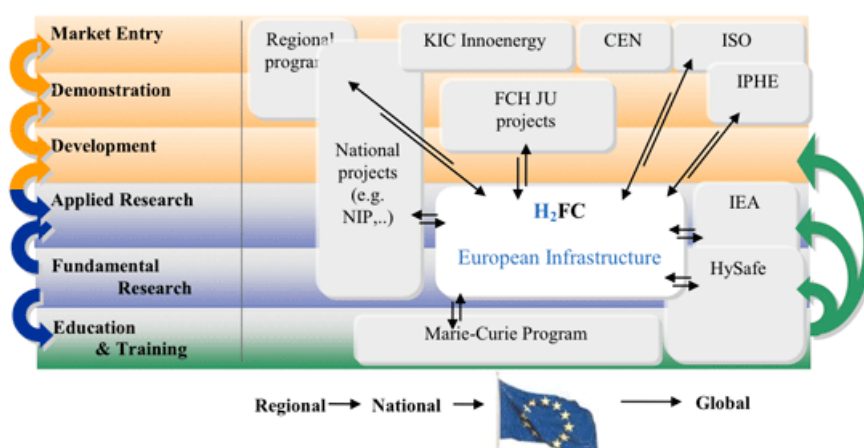 Market Entry
Demonstration
Development
Applied Research
Fundamental
Research
Education
& Training
Regional
program
KIC Innoenergy
CEN
ISO
IPHE
FCH JU
projects
National
projects
(e.g.
NIP,..)
H₂FC
European Infrastructure
IEA
HySafe
Marie-Curie Program
Regional
National
Global